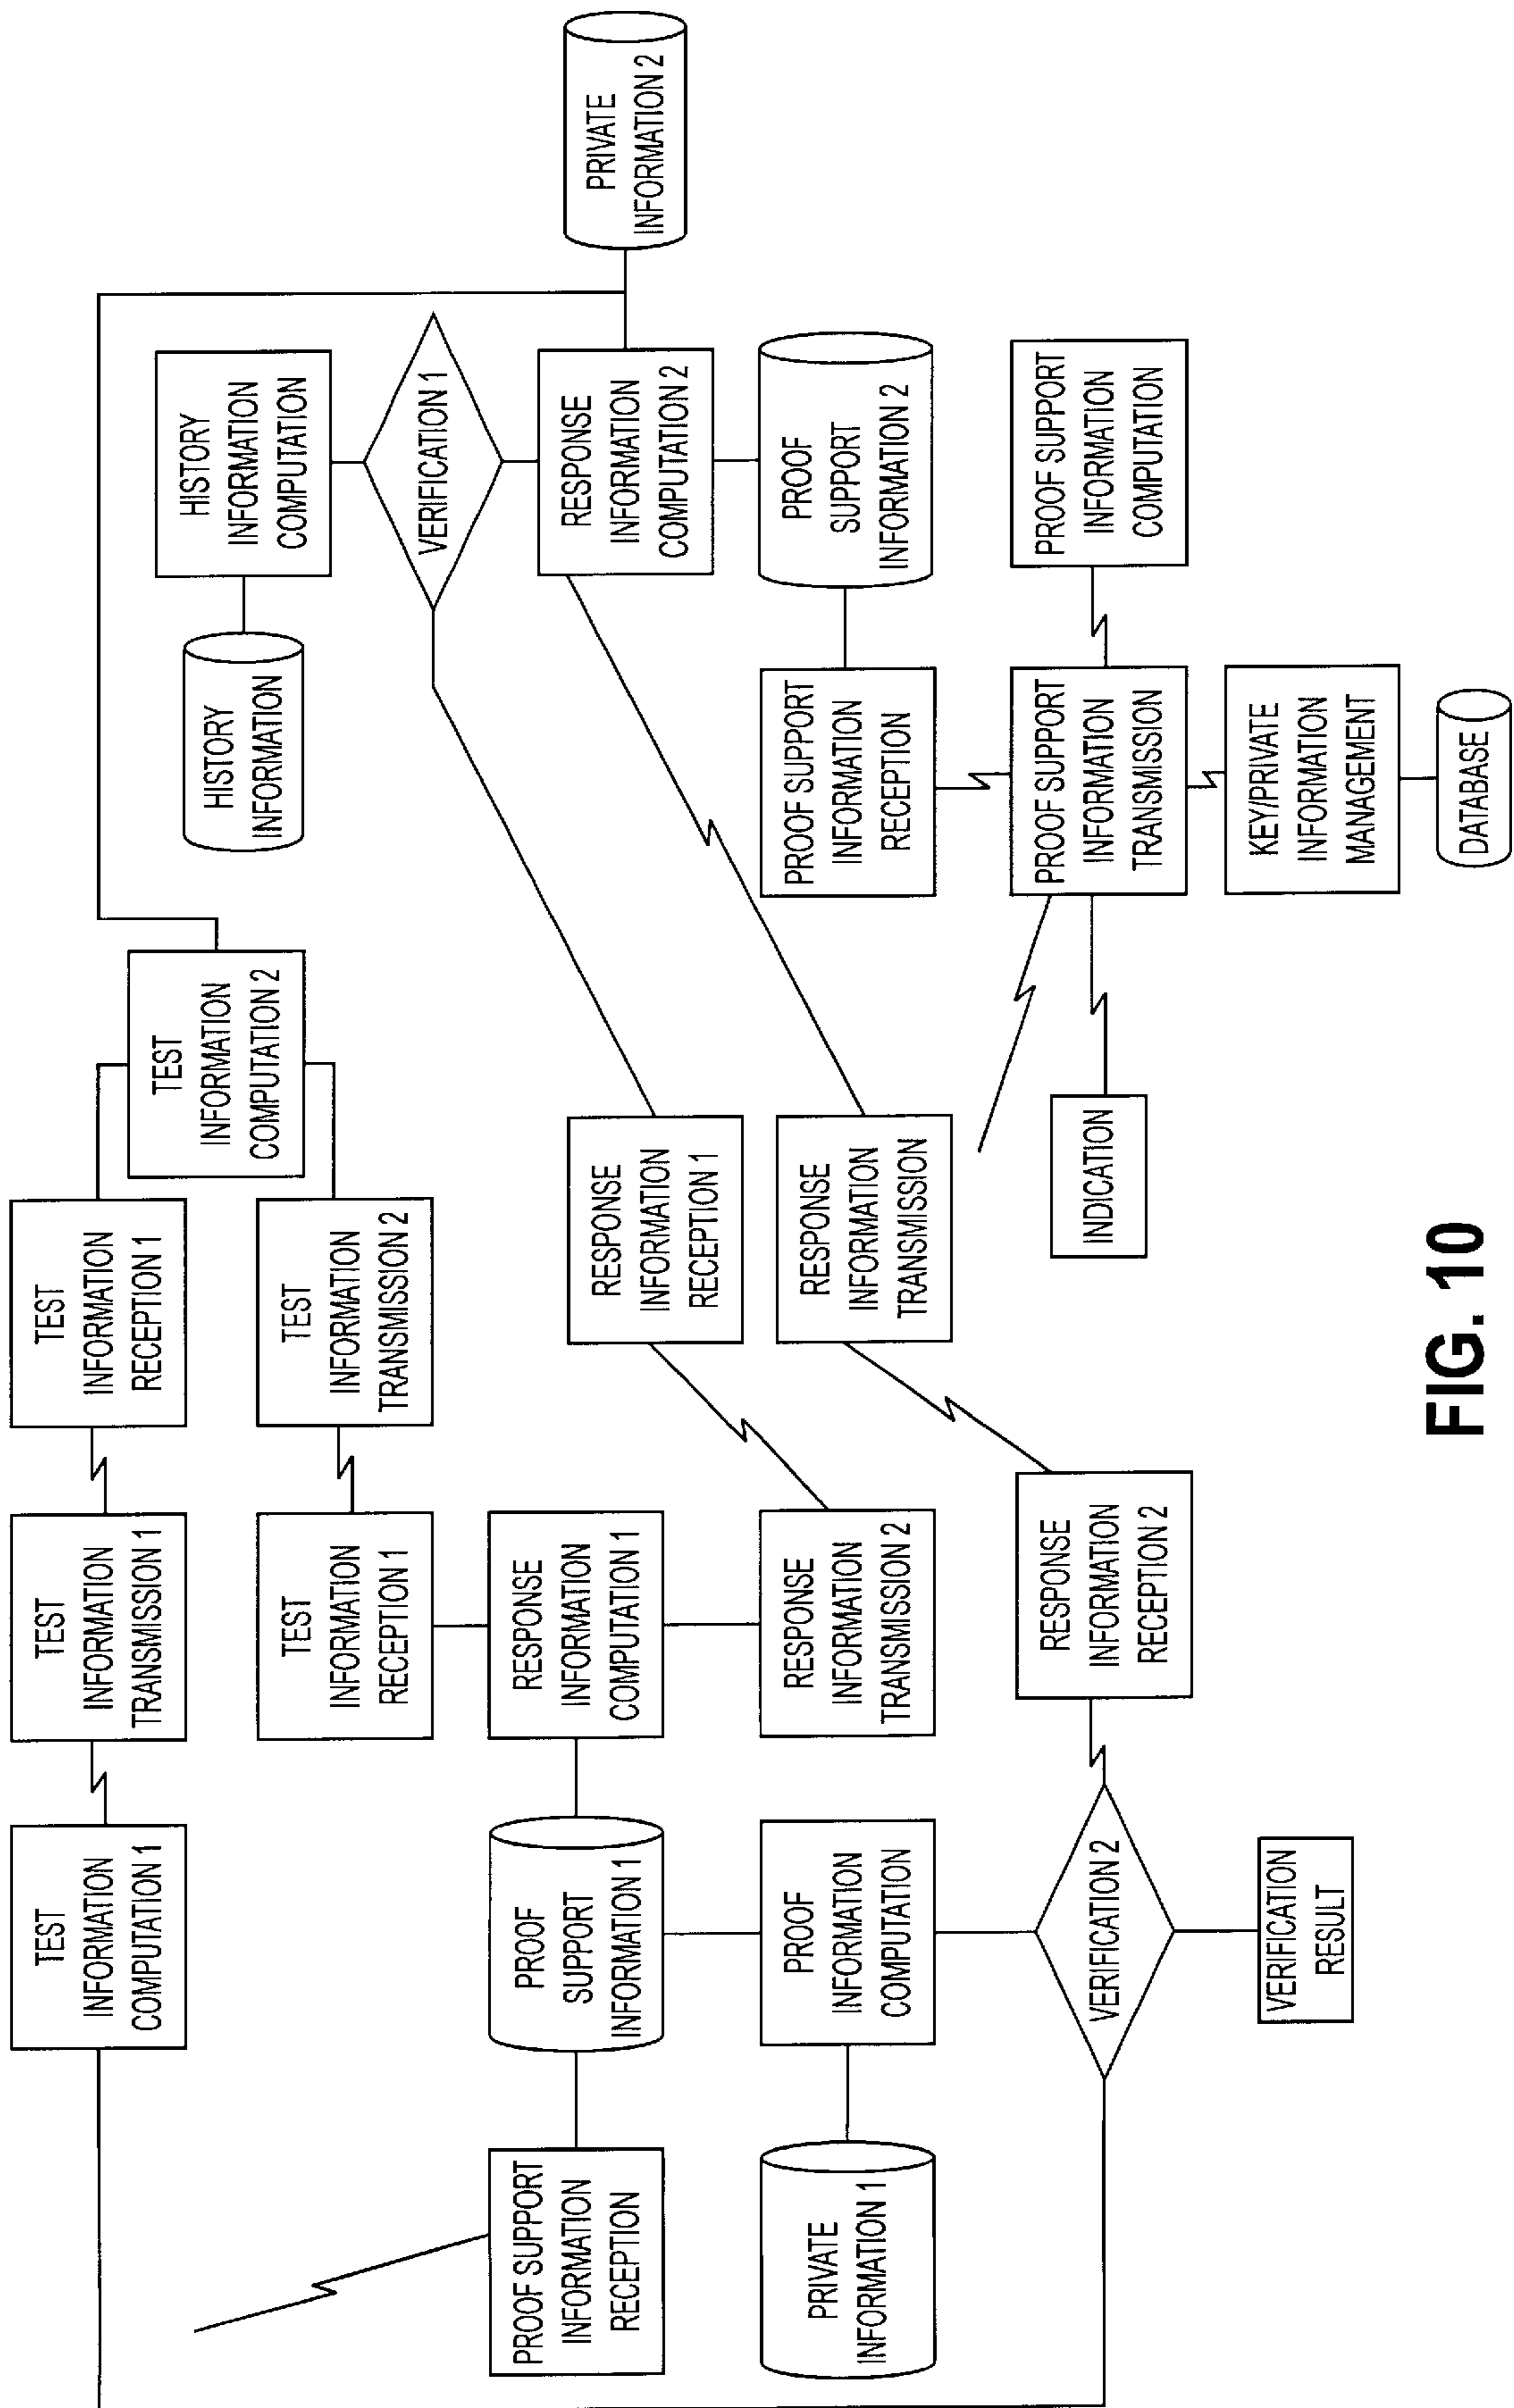 TEST
INFORMATION
COMPUTATION 1
TEST
INFORMATION
TRANSMISSION 1
TEST
INFORMATION
RECEPTION 1
TEST
INFORMATION
COMPUTATION 2
TEST
INFORMATION
RECEPTION 1
TEST
INFORMATION
TRANSMISSION 2
HISTORY
INFORMATION
HISTORY
INFORMATION
COMPUTATION
VERIFICATION 1
PROOF SUPPORT
INFORMATION
RECEPTION
PROOF
SUPPORT
INFORMATION 1
RESPONSE
INFORMATION
COMPUTATION 1
RESPONSE
INFORMATION
RECEPTION 1
RESPONSE
INFORMATION
COMPUTATION 2
PRIVATE
INFORMATION 2
PRIVATE
INFORMATION 1
PROOF
INFORMATION
COMPUTATION
RESPONSE
INFORMATION
TRANSMISSION 2
RESPONSE
INFORMATION
TRANSMISSION
PROOF SUPPORT
INFORMATION
RECEPTION
PROOF
SUPPORT
INFORMATION 2
VERIFICATION 2
RESPONSE
INFORMATION
RECEPTION 2
INDICATION
PROOF SUPPORT
INFORMATION
TRANSMISSION
PROOF SUPPORT
INFORMATION
COMPUTATION
VERIFICATION
RESULT
KEY/PRIVATE
INFORMATION
MANAGEMENT
DATABASE
FIG. 10